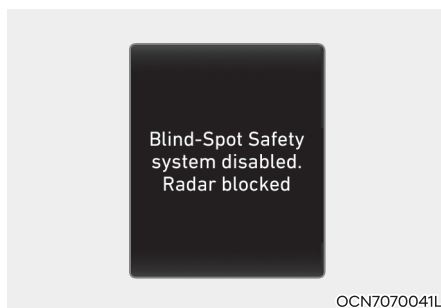 Blind-Spot Safety
system disabled.
Radar blocked
OCN7070041L